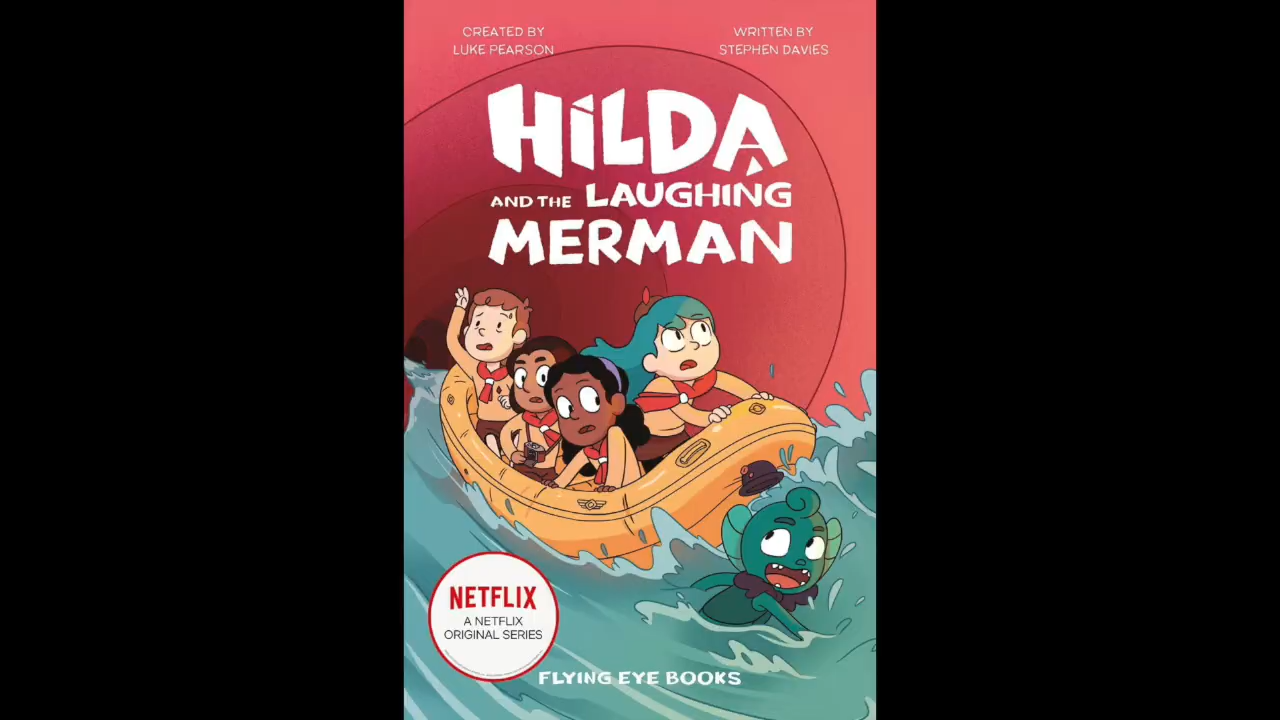 CREATED BY
LUKE PEARSON
WRITTEN BY
STEPHEN DAVIES
HILDA
AND THE LAUGHING
MERMAN
NETFLIX
A NETFLIX
ORIGINAL SERIES
FLYING EYE BOOKS